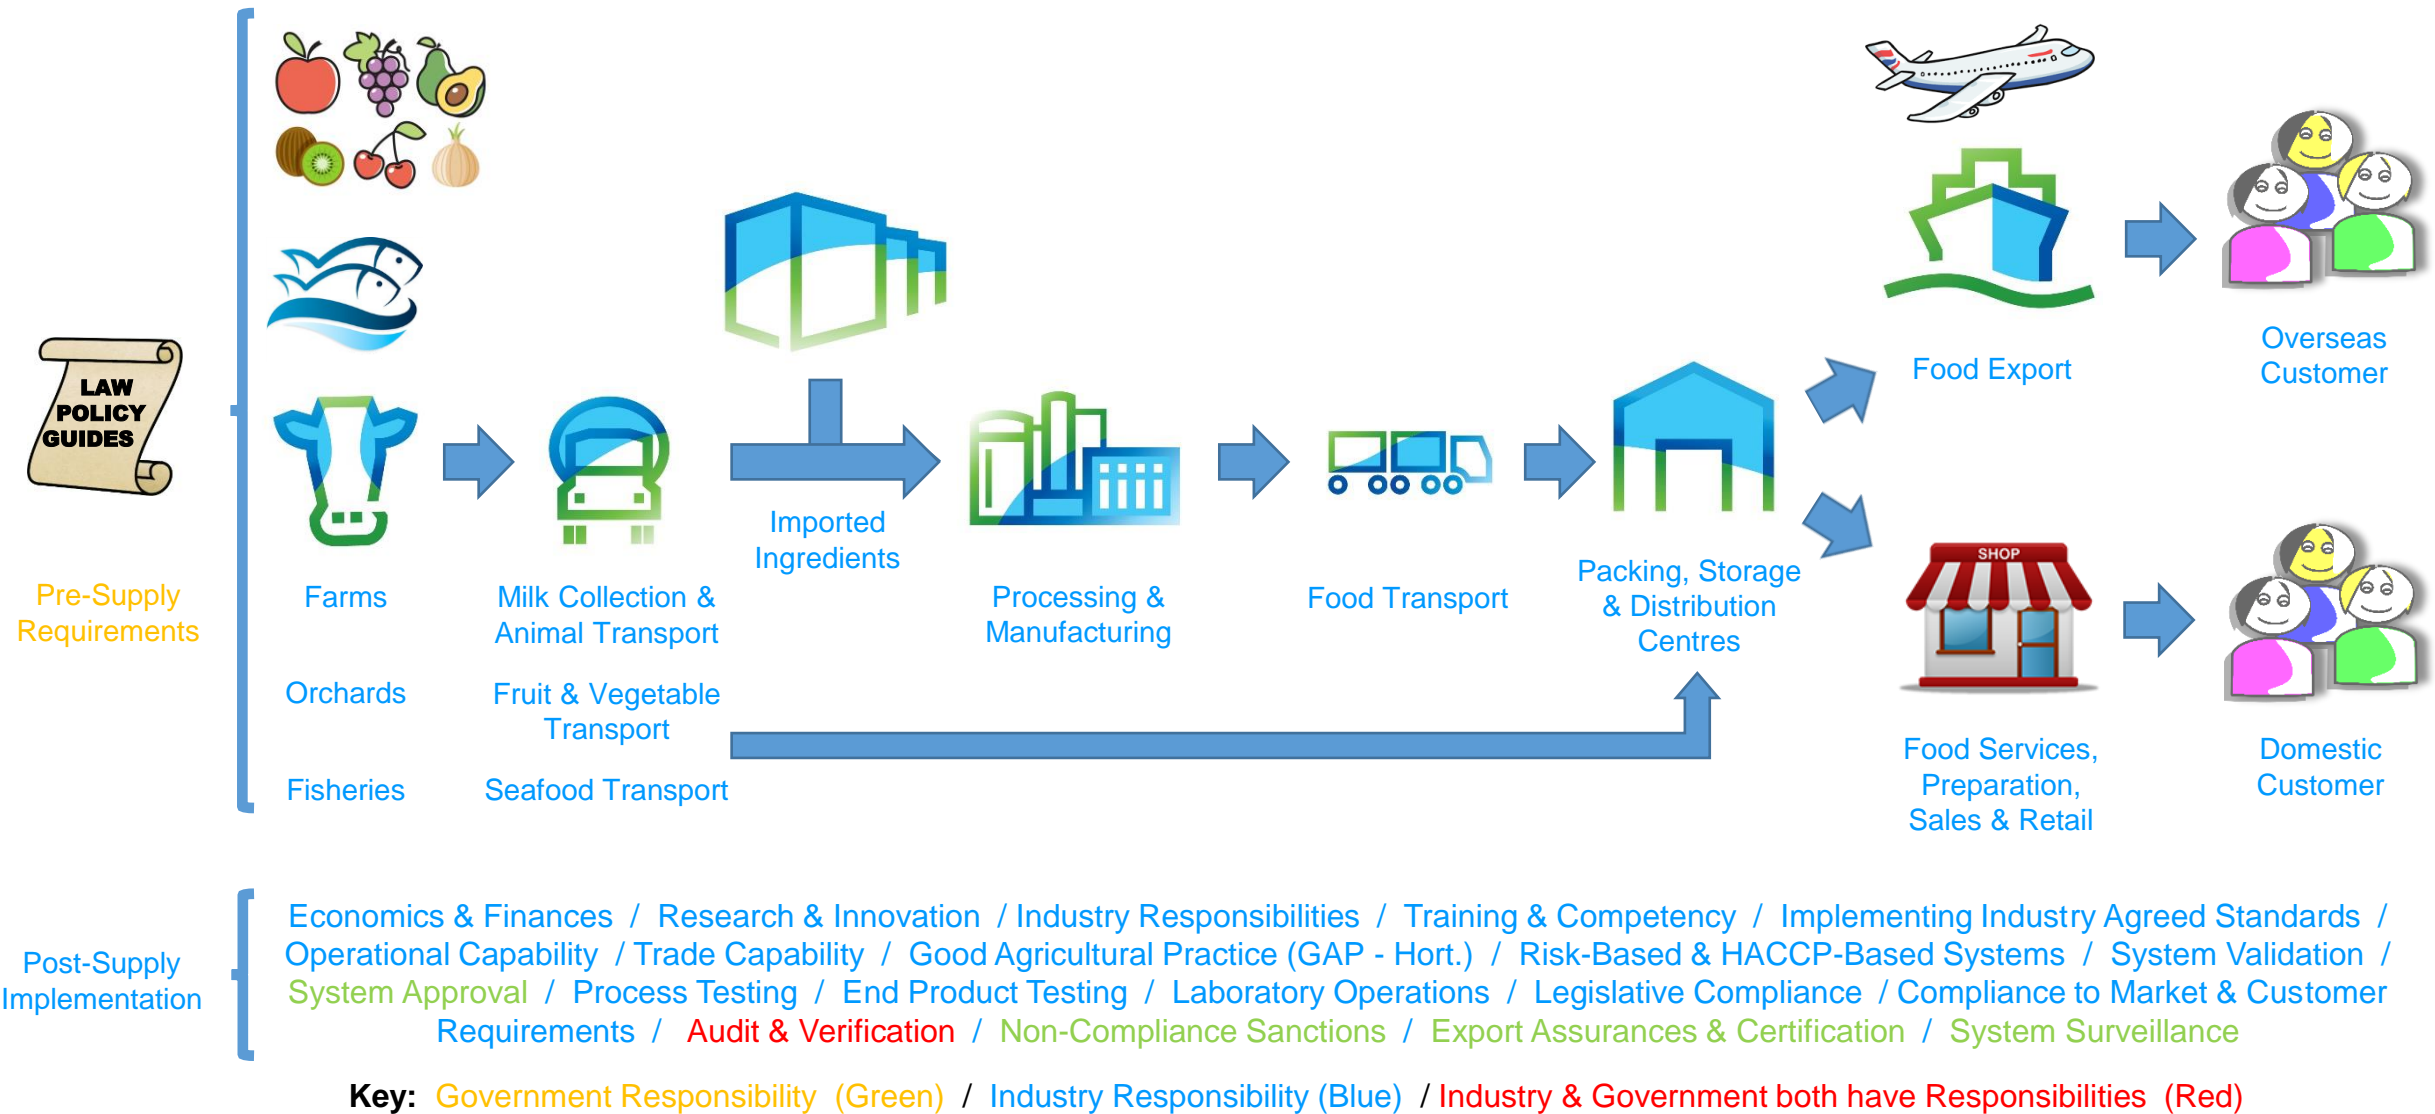 LAW
POLICY
GUIDES
Pre-Supply
Requirements
Farms
Orchards
Fisheries
Milk Collection &
Animal Transport
Fruit & Vegetable
Transport
Seafood Transport
Imported
Ingredients
Processing &
Manufacturing
Food Transport
Packing, Storage
& Distribution
Centres
Food Export
Overseas
Customer
SHOP
Food Services,
Preparation,
Sales & Retail
Domestic
Customer
Post-Supply
Implementation
Economics & Finances / Research & Innovation / Industry Responsibilities / Training & Competency / Implementing Industry Agreed Standards /
Operational Capability / Trade Capability / Good Agricultural Practice (GAP - Hort.) / Risk-Based & HACCP-Based Systems / System Validation /
System Approval / Process Testing / End Product Testing / Laboratory Operations / Legislative Compliance / Compliance to Market & Customer
Requirements / Audit & Verification / Non-Compliance Sanctions / Export Assurances & Certification / System Surveillance
Key: Government Responsibility (Green) / Industry Responsibility (Blue) / Industry & Government both have Responsibilities (Red)